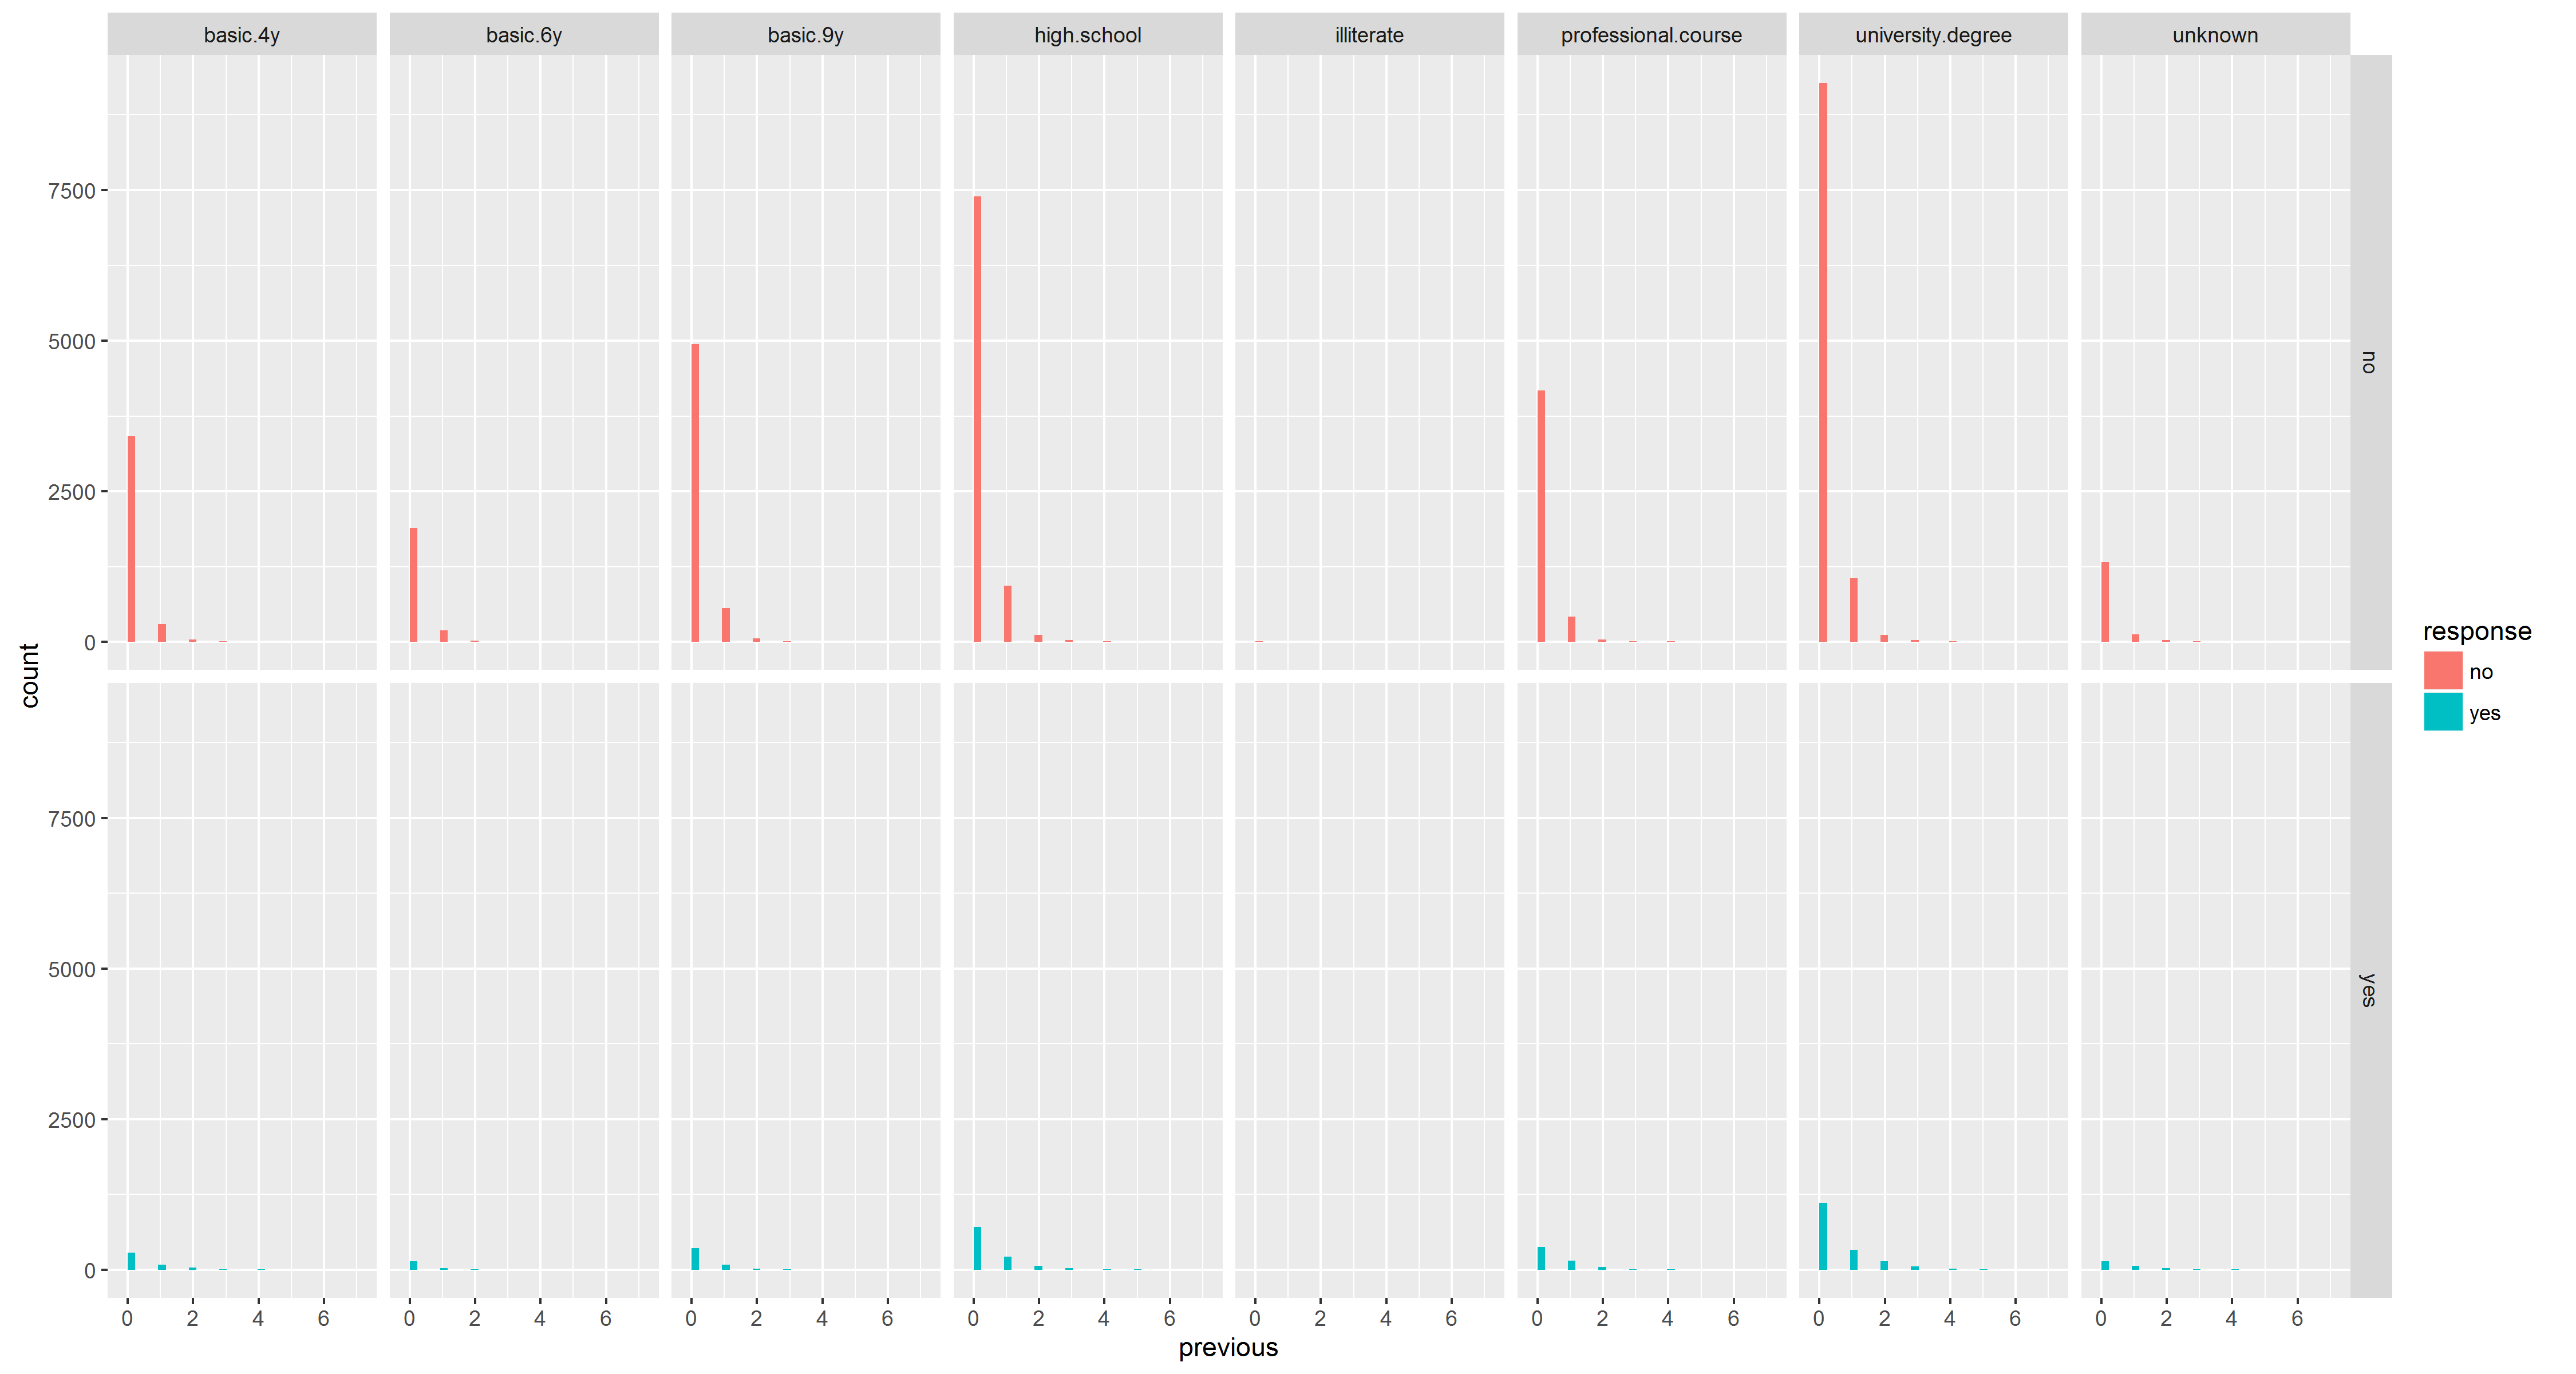 basic.4y basic.6y basic.9y high.school illiterate professional.course university.degree unknown
7500
5000
2500
0
no
7500
5000
2500
0
yes
count
0 2 4 6 0 2 4 6 0 2 4 6 0 2 4 6 0 2 4 6 0 2 4 6 0 2 4 6 0 2 4 6
previous
response
no
yes